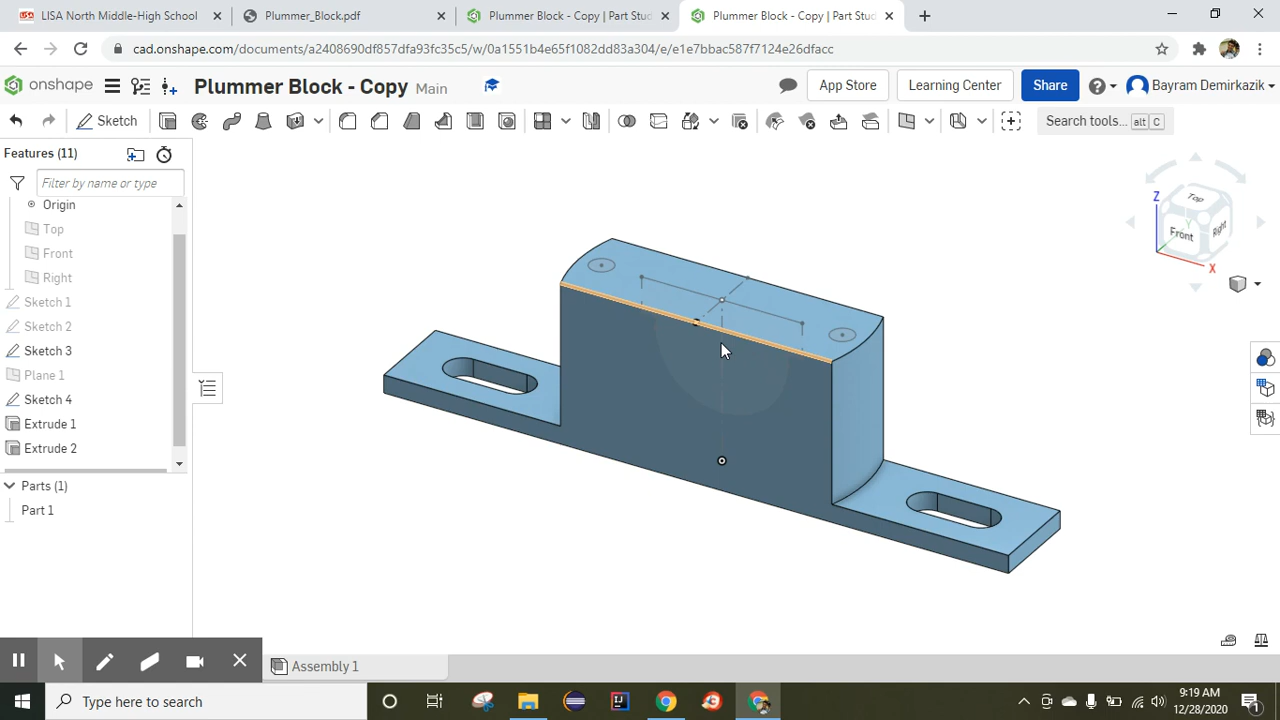 LISA North Middle-High School
Plummer_Block.pdf
Plummer Block - Copy | Part Stud
Plummer Block - Copy | Part Stud
cad.onshape.com/documents/a2408690df857dfa93fc35c5/w/0a1551b4e65f1082dd83a304/e/e1e7bbac587f7124e26dfacc
onshape
Plummer Block - Copy Main
App Store
Learning Center
Share
Bayram Demirkazik
Sketch
Search tools... alt C
Features (11)
Filter by name or type
Origin
Top
Front
Right
Sketch 1
Sketch 2
Sketch 3
Plane 1
Sketch 4
Extrude 1
Extrude 2
Parts (1)
Part 1
Z
Top
Y
Front
Right
X
Assembly 1
Type here to search
9:19 AM
12/28/2020
1